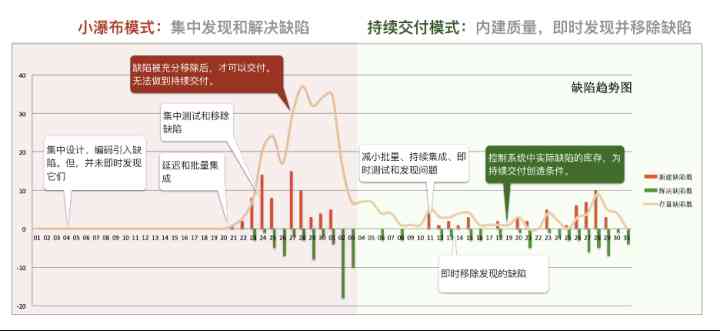 小瀑布模式：集中发现和解决缺陷
持续交付模式：内建质量，即时发现并移除缺陷
缺陷被充分移除后，才可以交付。
无法做到持续交付。
缺陷趋势图
集中测试和移除
缺陷
集中设计，编码引入缺
陷。但，并未即时发现
它们
延迟和批量集
成
减小批量、持续集成、即
时测试和发现问题
控制系统中实际缺陷的库存，为
持续交付创造条件。
新建缺陷数
解决缺陷数
存量缺陷数
即时移除发现的缺陷
40
30
20
10
0
-10
-20
01 02 03 04 05 06 07 08 09 10 11 12 13 14 15 16 17 18 19 20 21 22 23 24 25 26 27 28 29 30 31 01 02 03 04 05 06 07 08 09 10 11 12 13 14 15 16 17 18 19 20 21 22 23 24 25 26 27 28 29 30 31